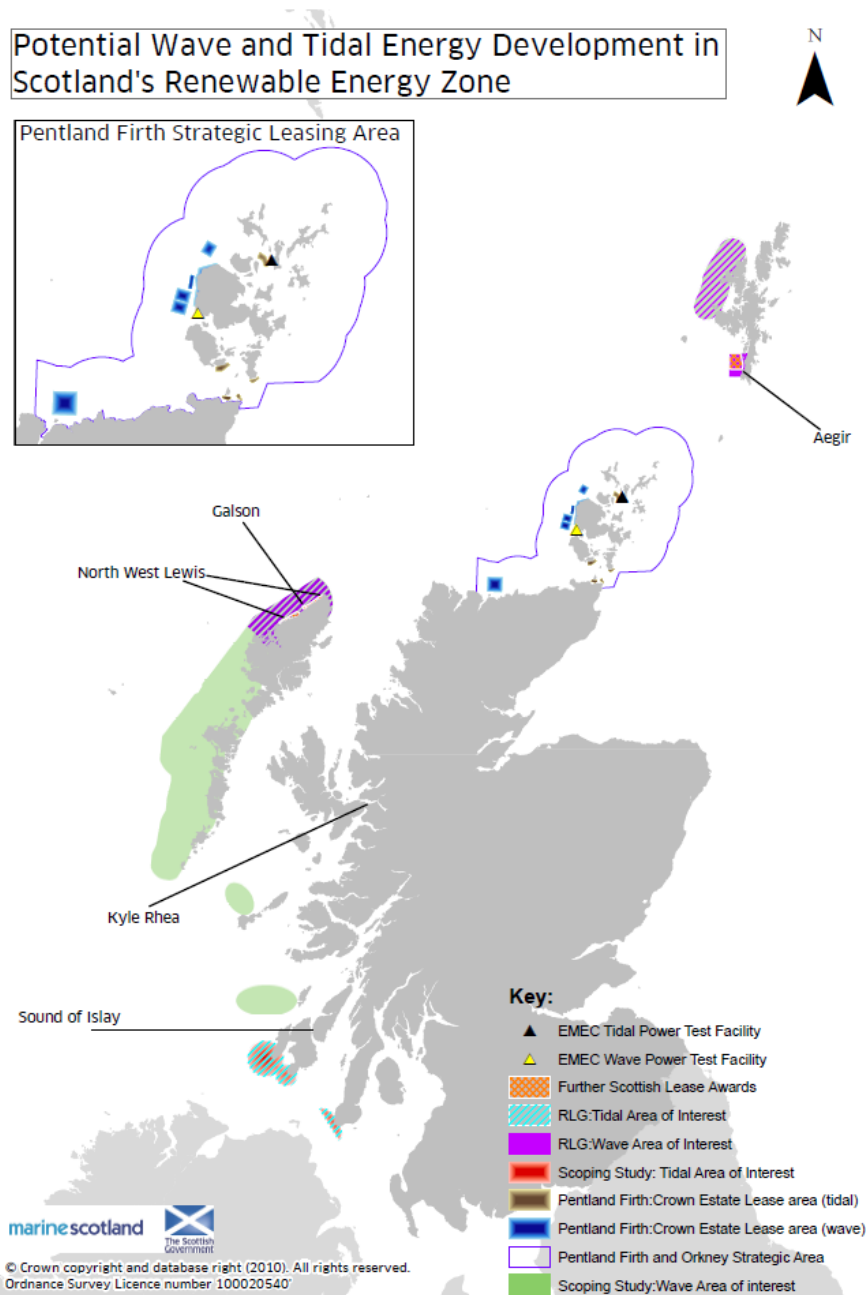 Potential Wave and Tidal Energy Development in
Scotland's Renewable Energy Zone
N
Pentland Firth Strategic Leasing Area
Aegir
Galson
North West Lewis
Kyle Rhea
Sound of Islay
Key:
EMEC Tidal Power Test Facility
EMEC Wave Power Test Facility
Further Scottish Lease Awards
RLG:Tidal Area of Interest
RLG:Wave Area of Interest
Scoping Study: Tidal Area of Interest
Pentland Firth:Crown Estate Lease area (tidal)
Pentland Firth:Crown Estate Lease area (wave)
Pentland Firth and Orkney Strategic Area
Scoping Study:Wave Area of interest
marinescotland
The Scottish
Government
© Crown copyright and database right (2010). All rights reserved.
Ordnance Survey Licence number 100020540'